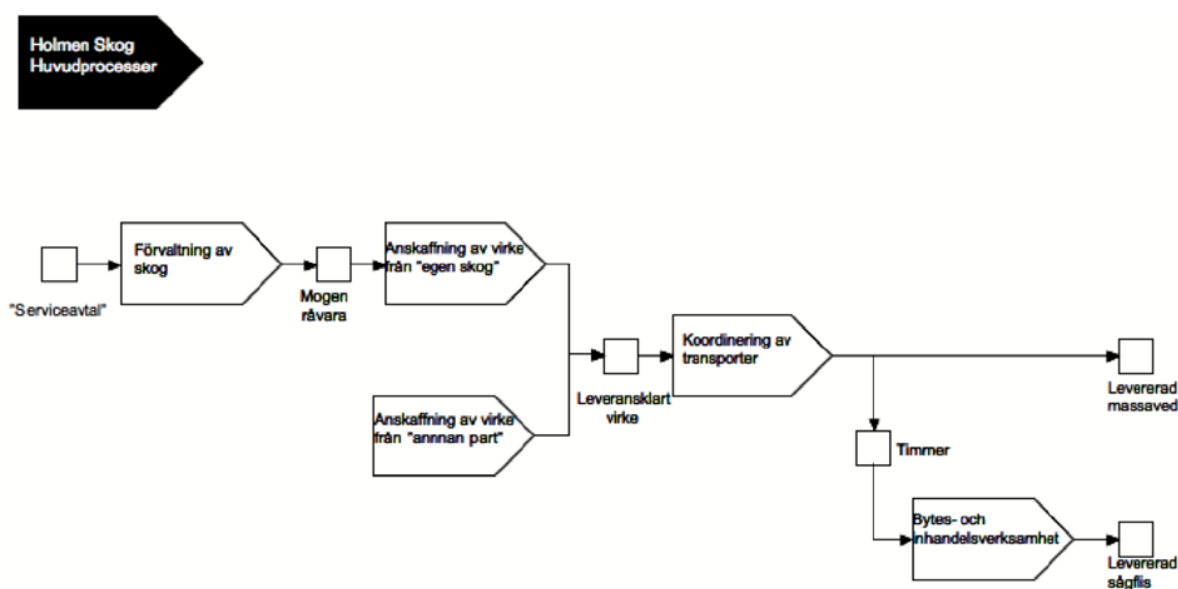 Holmen Skog
Huvudprocesser
Förvaltning av
skog
Anskaffning av virke
från "egen skog"
"Serviceavtal"
Mogen
råvara
Koordinering av
transporter
Leveransklart
virke
Levererad
massaved
Anskaffning av virke
från "annnan part"
Timmer
Bytes- och
inhandelsverksamhet
Levererad
sågflis